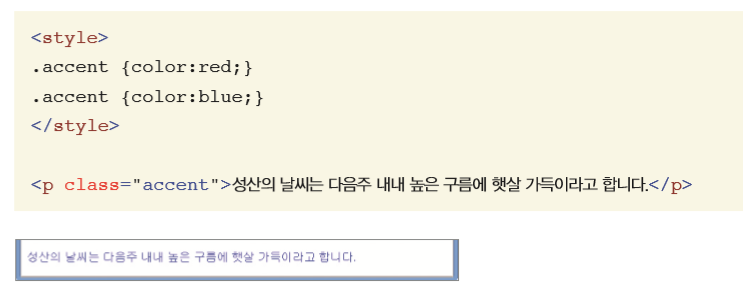 <style>
.accent {color:red;}
.accent {color:blue;}
</style>
<p class="accent">성산의 날씨는 다음주 내내 높은 구름에 햇살 가득이라고 합니다.</p>
성산의 날씨는 다음주 내내 높은 구름에 햇살 가득이라고 합니다.